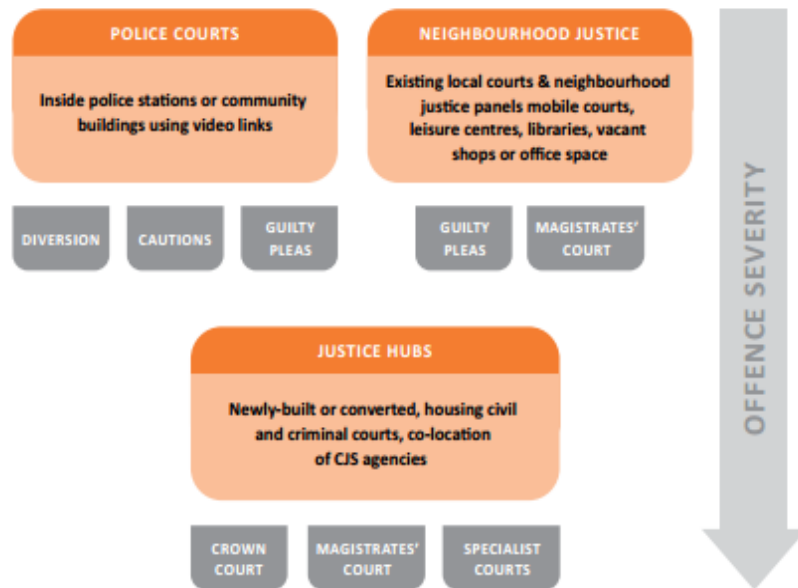 POLICE COURTS
Inside police stations or community
buildings using video links
DIVERSION
CAUTIONS
GUILTY
PLEAS
NEIGHBOURHOOD JUSTICE
Existing local courts & neighbourhood
justice panels mobile courts,
leisure centres, libraries, vacant
shops or office space
GUILTY
PLEAS
MAGISTRATES'
COURT
JUSTICE HUBS
Newly-built or converted, housing civil
and criminal courts, co-location
of CJS agencies
CROWN
COURT
MAGISTRATES'
COURT
SPECIALIST
COURTS
OFFENCE SEVERITY